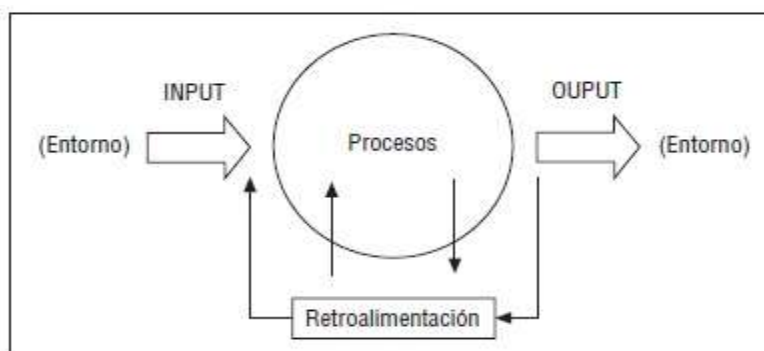 INPUT
OUPUT
(Entorno)
Procesos
(Entorno)
Retroalimentación